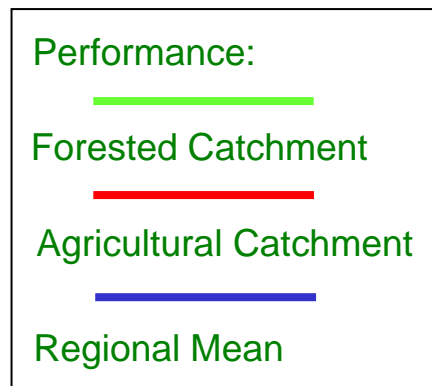 Performance:
Forested Catchment
Agricultural Catchment
Regional Mean